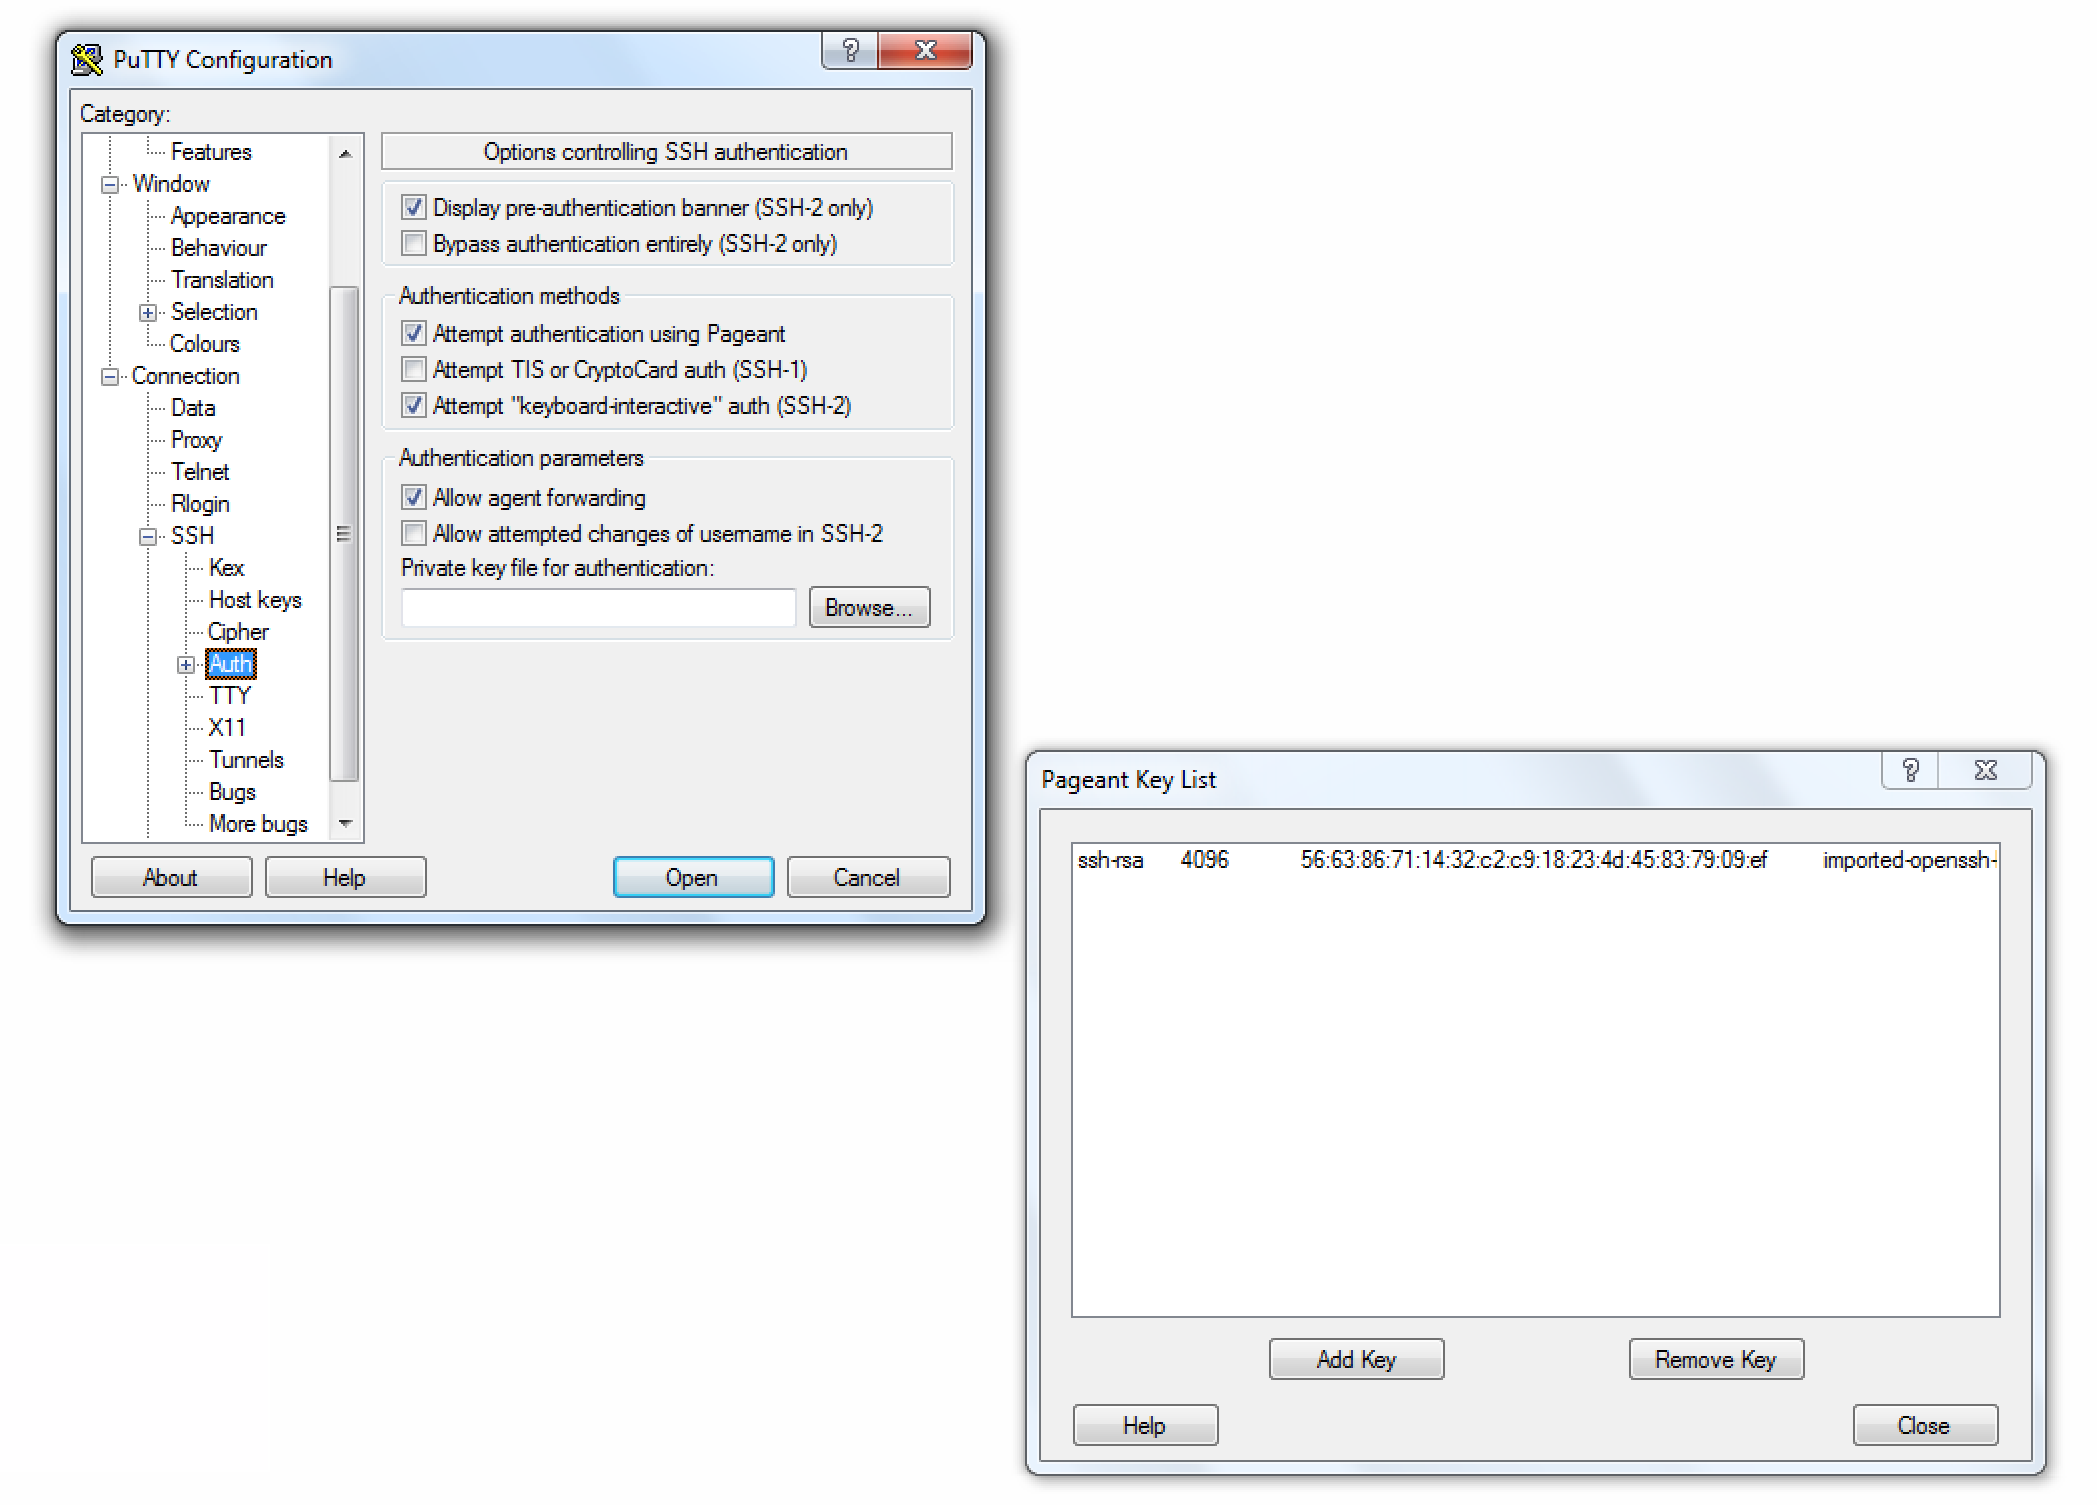 PuTTY Configuration
Category:
Features
Window
Appearance
Behaviour
Translation
Selection
Colours
Connection
Data
Proxy
Telnet
Rlogin
SSH
Kex
Host keys
Cipher
Auth
TTY
X11
Tunnels
Bugs
More bugs
Options controlling SSH authentication
Display pre-authentication banner (SSH-2 only)
Bypass authentication entirely (SSH-2 only)
Authentication methods
Attempt authentication using Pageant
Attempt TIS or CryptoCard auth (SSH-1)
Attempt "keyboard-interactive" auth (SSH-2)
Authentication parameters
Allow agent forwarding
Allow attempted changes of username in SSH-2
Private key file for authentication:
Browse...
About Help Open Cancel
Pageant Key List
ssh-rsa 4096 56:63:86:71:14:32:c2:c9:18:23:4d:45:83:79:09:ef imported-openssh-
Add Key Remove Key
Help Close